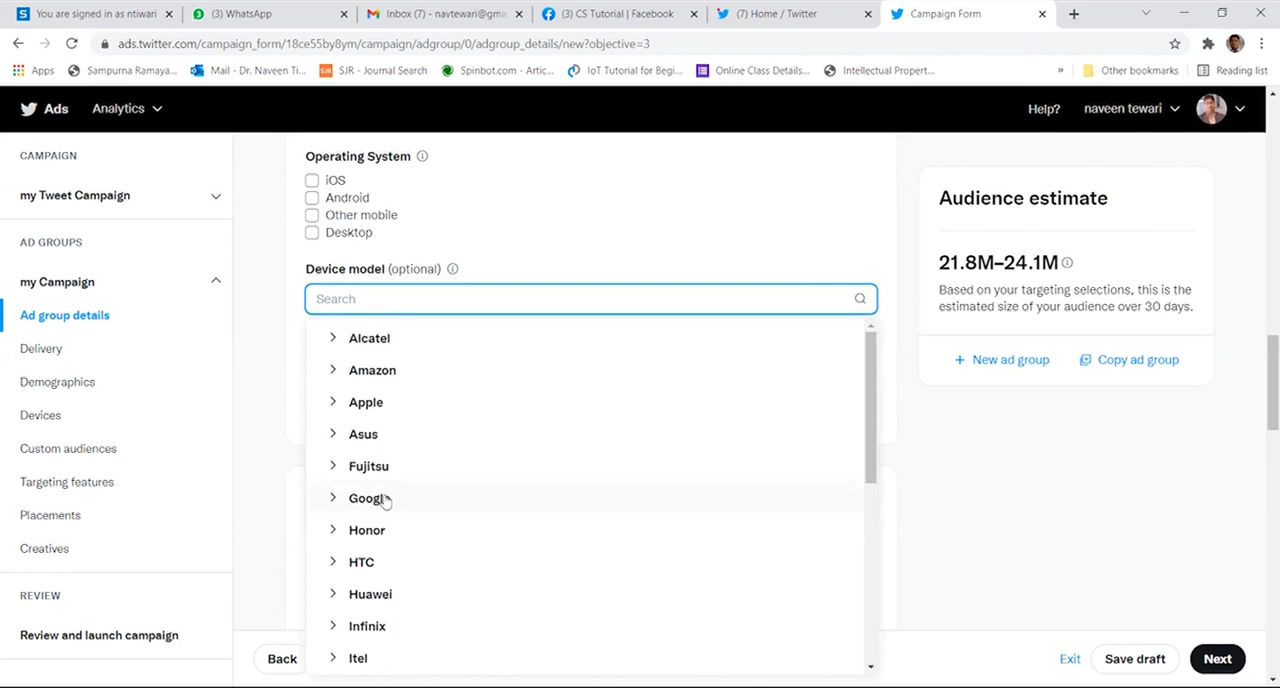 You are signed in as ntiwari
(3) WhatsApp
Inbox (7) - navtewari@gma
(3) CS Tutorial | Facebook
(7) Home / Twitter
Campaign Form
ads.twitter.com/campaign_form/18ce55by8ym/campaign/adgroup/0/adgroup_details/new?objective=3
Apps
Sampurna Ramaya...
Mail - Dr. Naveen Ti...
SJR - Journal Search
Spinbot.com - Artic...
IoT Tutorial for Begi...
Online Class Details...
Intellectual Propert...
»
Other bookmarks
Reading list
Ads
Analytics
Help?
naveen tewari
CAMPAIGN
my Tweet Campaign
AD GROUPS
my Campaign
Ad group details
Delivery
Demographics
Devices
Custom audiences
Targeting features
Placements
Creatives
REVIEW
Review and launch campaign
Operating System
iOS
Android
Other mobile
Desktop
Device model (optional)
Search
Alcatel
Amazon
Apple
Asus
Fujitsu
Google
Honor
HTC
Huawei
Infinix
Itel
Audience estimate
21.8M–24.1M
Based on your targeting selections, this is the
estimated size of your audience over 30 days.
+ New ad group
Copy ad group
Back
Exit
Save draft
Next